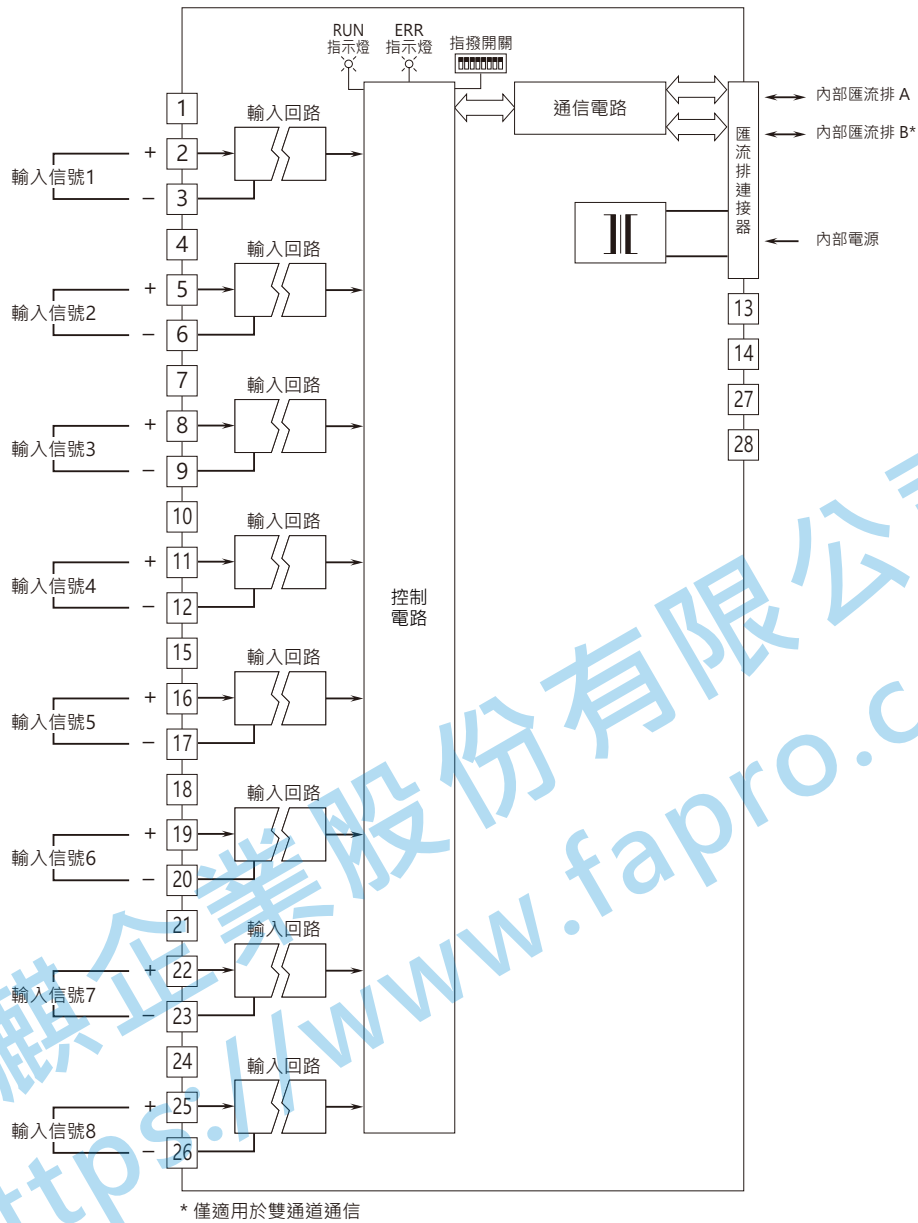 RUN
指示燈
ERR
指示燈
指撥開關
通信電路
匯流排連接器
內部匯流排 A
內部匯流排 B*
內部電源
13
14
27
28
控制
電路
1
輸入回路
輸入信號1
+ 2
− 3
4
輸入回路
輸入信號2
+ 5
− 6
7
輸入回路
輸入信號3
+ 8
− 9
10
輸入回路
輸入信號4
+ 11
− 12
15
輸入回路
輸入信號5
+ 16
− 17
18
輸入回路
輸入信號6
+ 19
− 20
21
輸入回路
輸入信號7
+ 22
− 23
24
輸入回路
輸入信號8
+ 25
− 26
* 僅適用於雙通道通信
麒企業股份有限公司
https://www.fapro.c